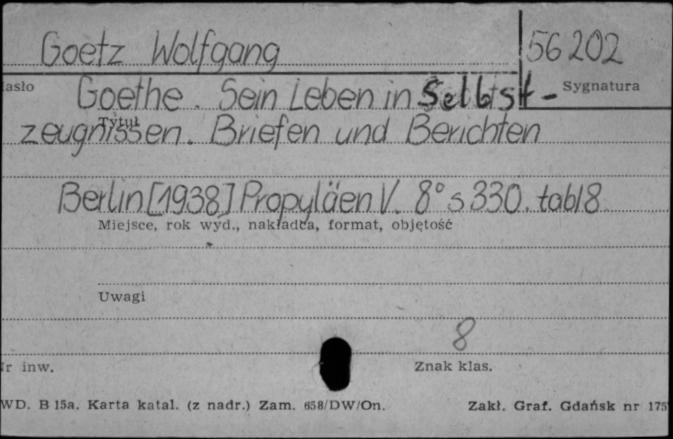 Goetz Wolfgang 56202
asło Goethe. Sein Leben in Selbst- Sygnatura
zeugnissen. Briefen und Berichten
Tytuł
Berlin [1938] Propyläen V. 8° s 330. tabl 8
Miejsce, rok wyd., nakładca, format, objętość
Uwagi
8
r inw. Znak klas.
WD. B 15a. Karta katal. (z nadr.) Zam. 658/DW/On. Zakł. Graf. Gdańsk nr 175